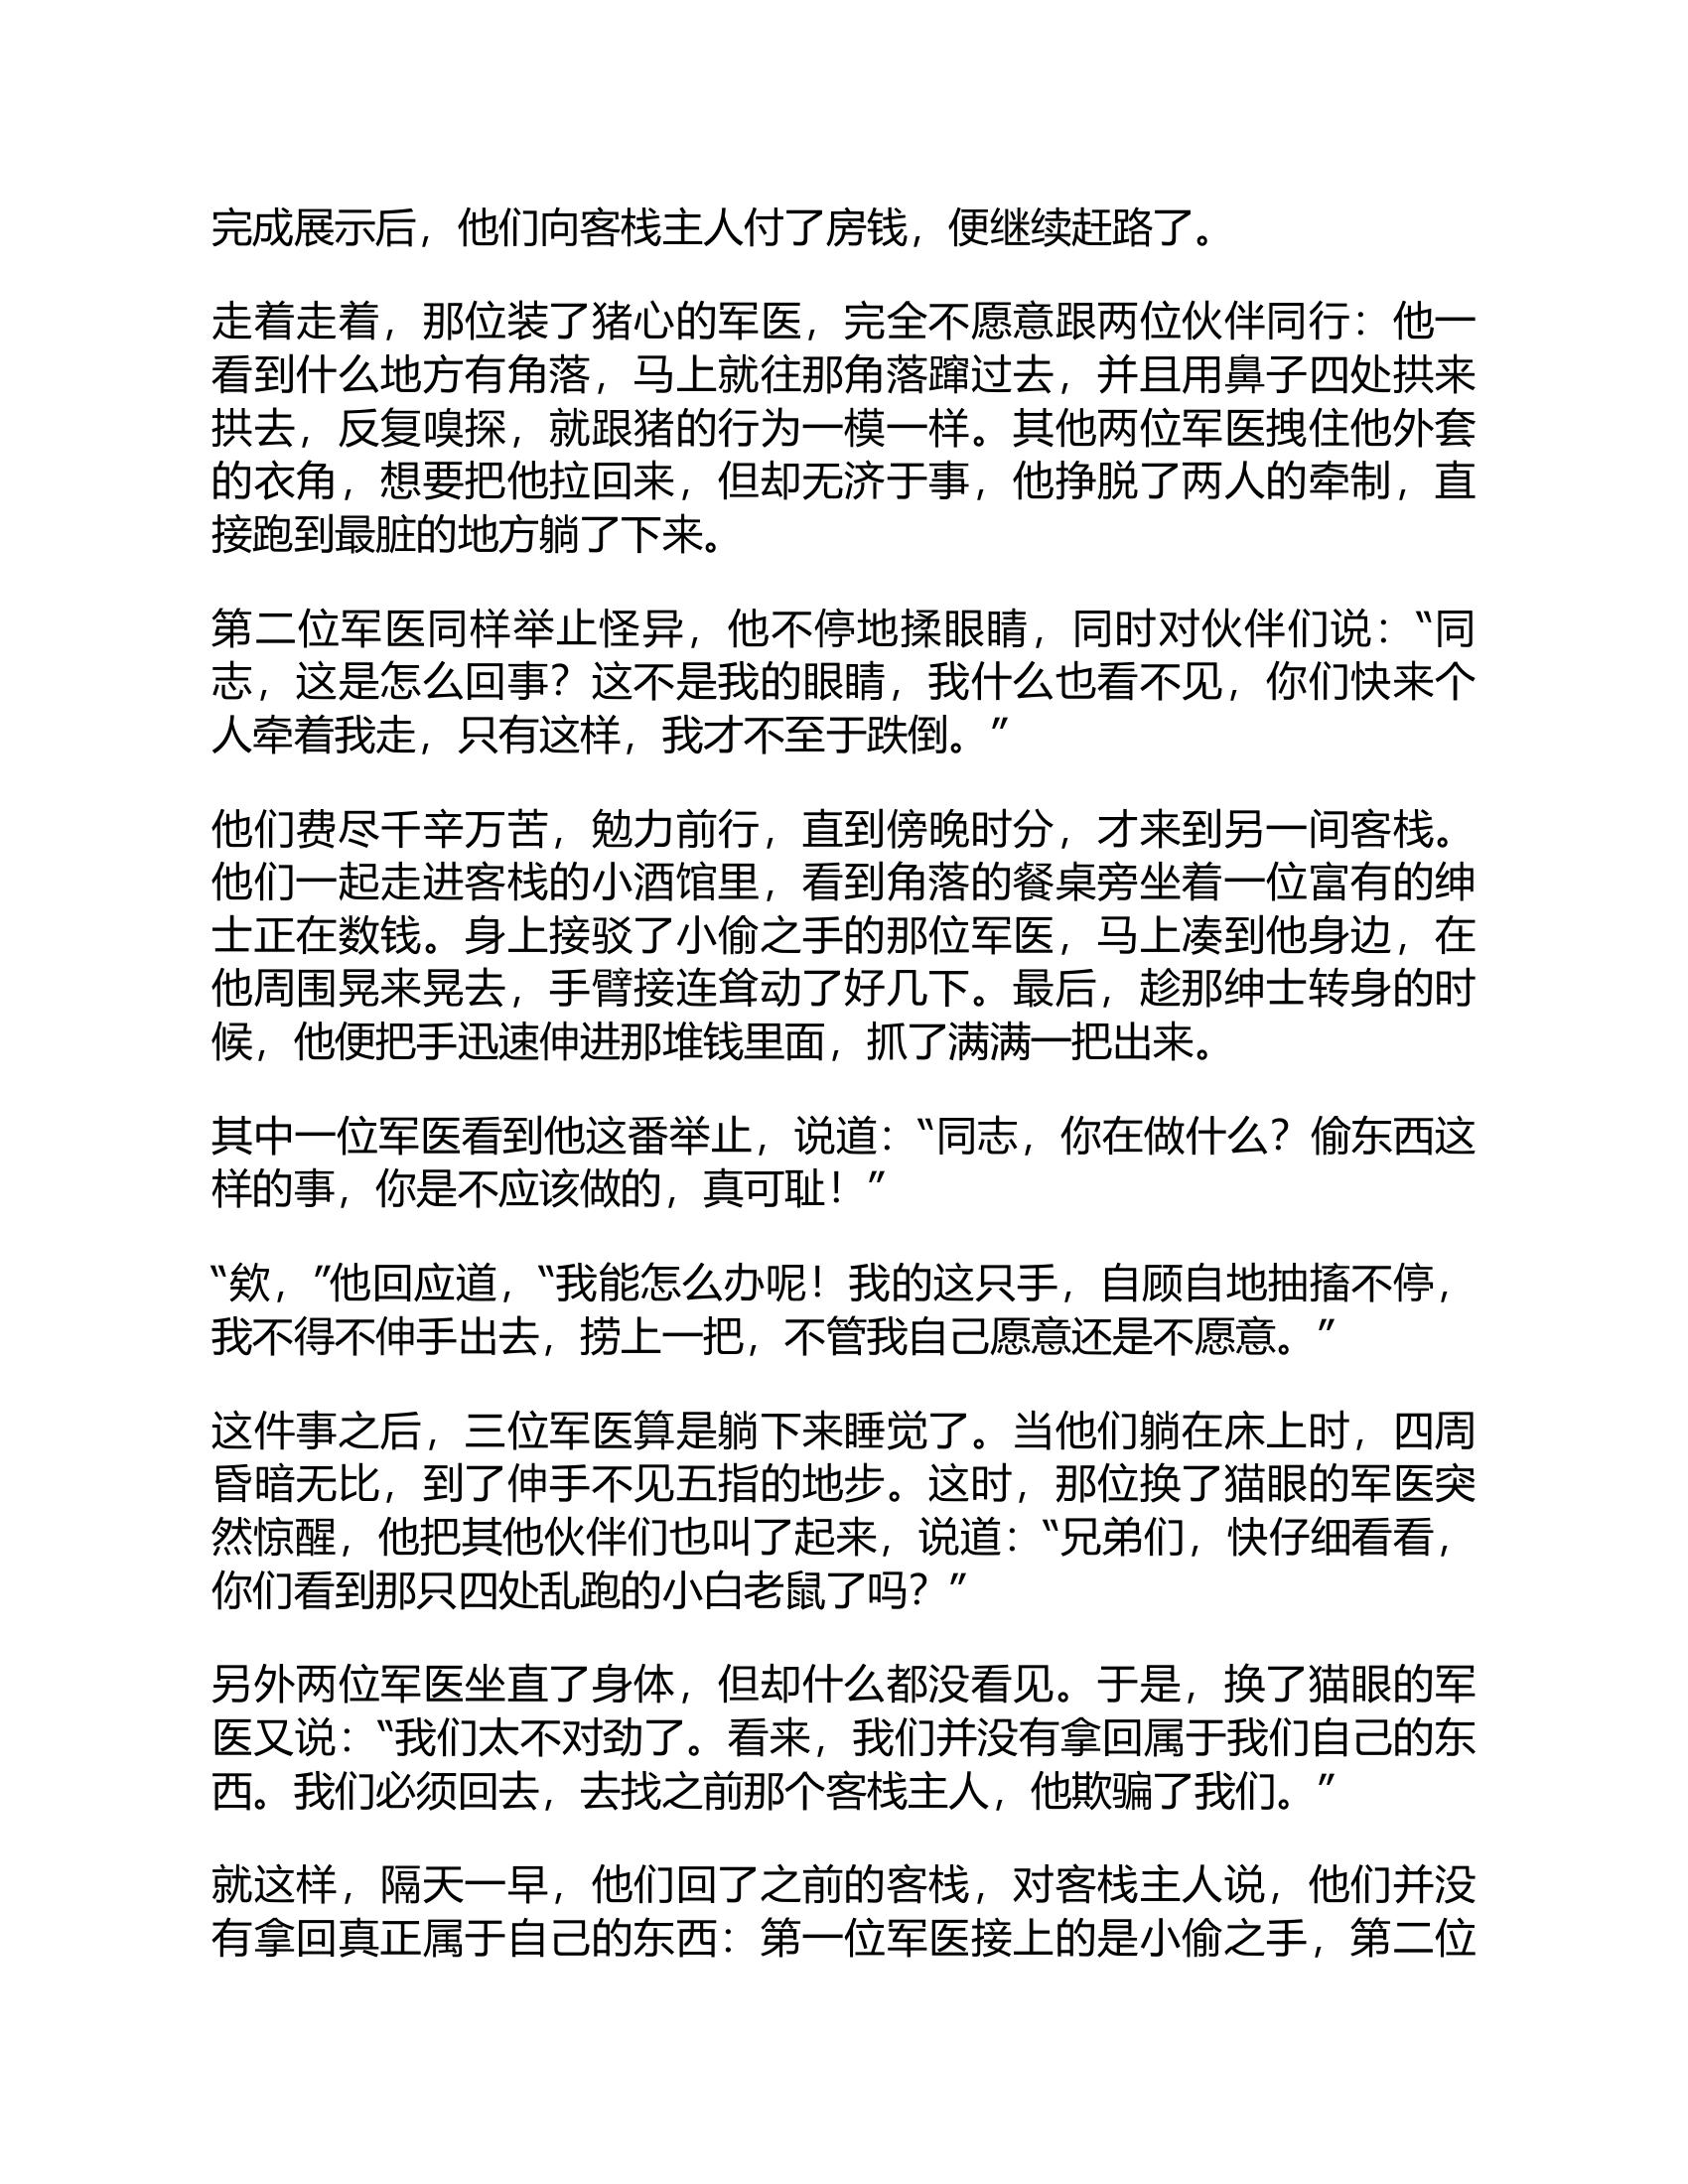 完成展示后，他们向客栈主人付了房钱，便继续赶路了。
走着走着，那位装了猪心的军医，完全不愿意跟两位伙伴同行：他一
看到什么地方有角落，马上就往那角落蹿过去，并且用鼻子四处拱来
拱去，反复嗅探，就跟猪的行为一模一样。其他两位军医拽住他外套
的衣角，想要把他拉回来，但却无济于事，他挣脱了两人的牵制，直
接跑到最脏的地方躺了下来。
第二位军医同样举止怪异，他不停地揉眼睛，同时对伙伴们说：“同
志，这是怎么回事？这不是我的眼睛，我什么也看不见，你们快来个
人牵着我走，只有这样，我才不至于跌倒。”
他们费尽千辛万苦，勉力前行，直到傍晚时分，才来到另一间客栈。
他们一起走进客栈的小酒馆里，看到角落的餐桌旁坐着一位富有的绅
士正在数钱。身上接驳了小偷之手的那位军医，马上凑到他身边，在
他周围晃来晃去，手臂接连耸动了好几下。最后，趁那绅士转身的时
候，他便把手迅速伸进那堆钱里面，抓了满满一把出来。
其中一位军医看到他这番举止，说道：“同志，你在做什么？偷东西这
样的事，你是不应该做的，真可耻！”
“欸，”他回应道，“我能怎么办呢！我的这只手，自顾自地抽搐不停，
我不得不伸手出去，捞上一把，不管我自己愿意还是不愿意。”
这件事之后，三位军医算是躺下来睡觉了。当他们躺在床上时，四周
昏暗无比，到了伸手不见五指的地步。这时，那位换了猫眼的军医突
然惊醒，他把其他伙伴们也叫了起来，说道：“兄弟们，快仔细看看，
你们看到那只四处乱跑的小白老鼠了吗？”
另外两位军医坐直了身体，但却什么都没看见。于是，换了猫眼的军
医又说：“我们太不对劲了。看来，我们并没有拿回属于我们自己的东
西。我们必须回去，去找之前那个客栈主人，他欺骗了我们。”
就这样，隔天一早，他们回了之前的客栈，对客栈主人说，他们并没
有拿回真正属于自己的东西：第一位军医接上的是小偷之手，第二位